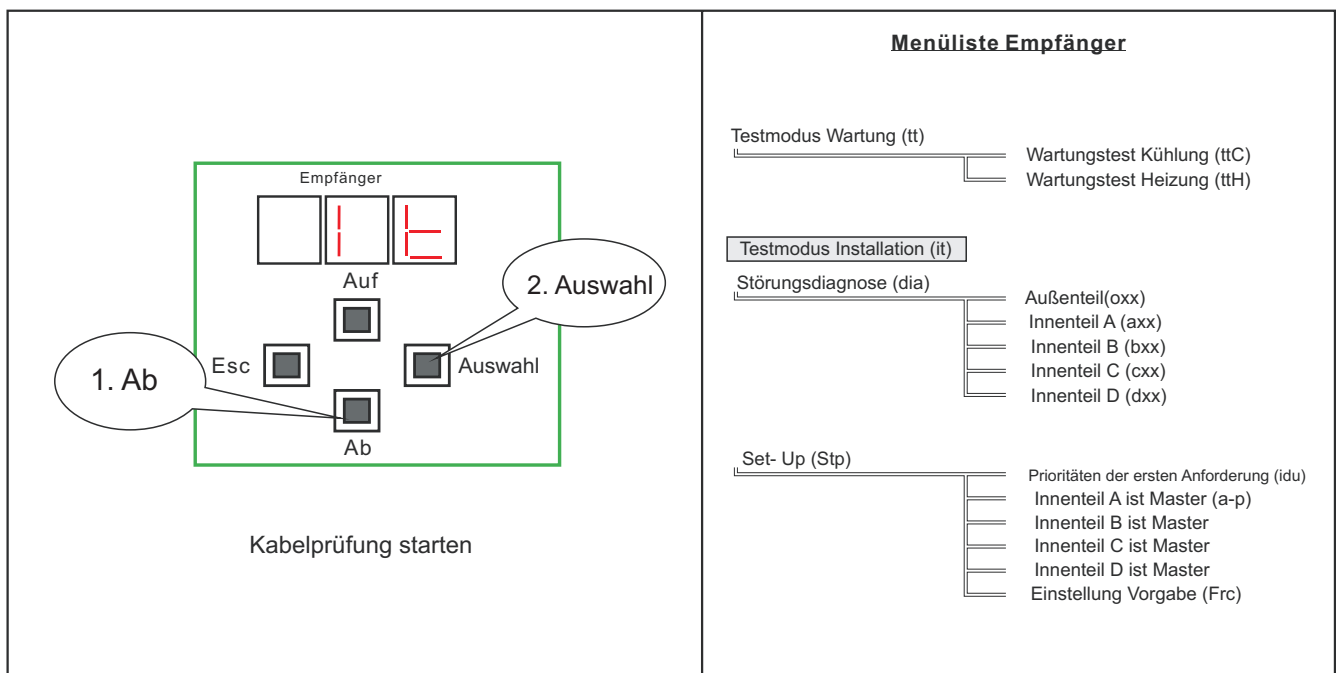 Empfänger
It
Auf
2. Auswahl
Esc
Auswahl
1. Ab
Ab
Kabelprüfung starten
Menüliste Empfänger
Testmodus Wartung (tt)
Wartungstest Kühlung (ttC)
Wartungstest Heizung (ttH)
Testmodus Installation (it)
Störungsdiagnose (dia)
Außenteil(oxx)
Innenteil A (axx)
Innenteil B (bxx)
Innenteil C (cxx)
Innenteil D (dxx)
Set- Up (Stp)
Prioritäten der ersten Anforderung (idu)
Innenteil A ist Master (a-p)
Innenteil B ist Master
Innenteil C ist Master
Innenteil D ist Master
Einstellung Vorgabe (Frc)